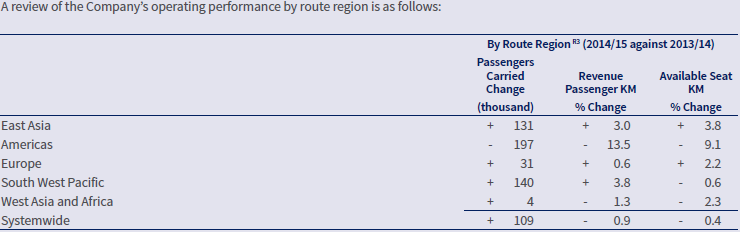 A review of the Company’s operating performance by route region is as follows:
By Route Region R3 (2014/15 against 2013/14)
Passengers
Carried Revenue Available Seat
Change Passenger KM KM
(thousand) % Change % Change
East Asia + 131 + 3.0 + 3.8
Americas - 197 - 13.5 - 9.1
Europe + 31 + 0.6 + 2.2
South West Pacific + 140 + 3.8 - 0.6
West Asia and Africa + 4 - 1.3 - 2.3
Systemwide + 109 - 0.9 - 0.4